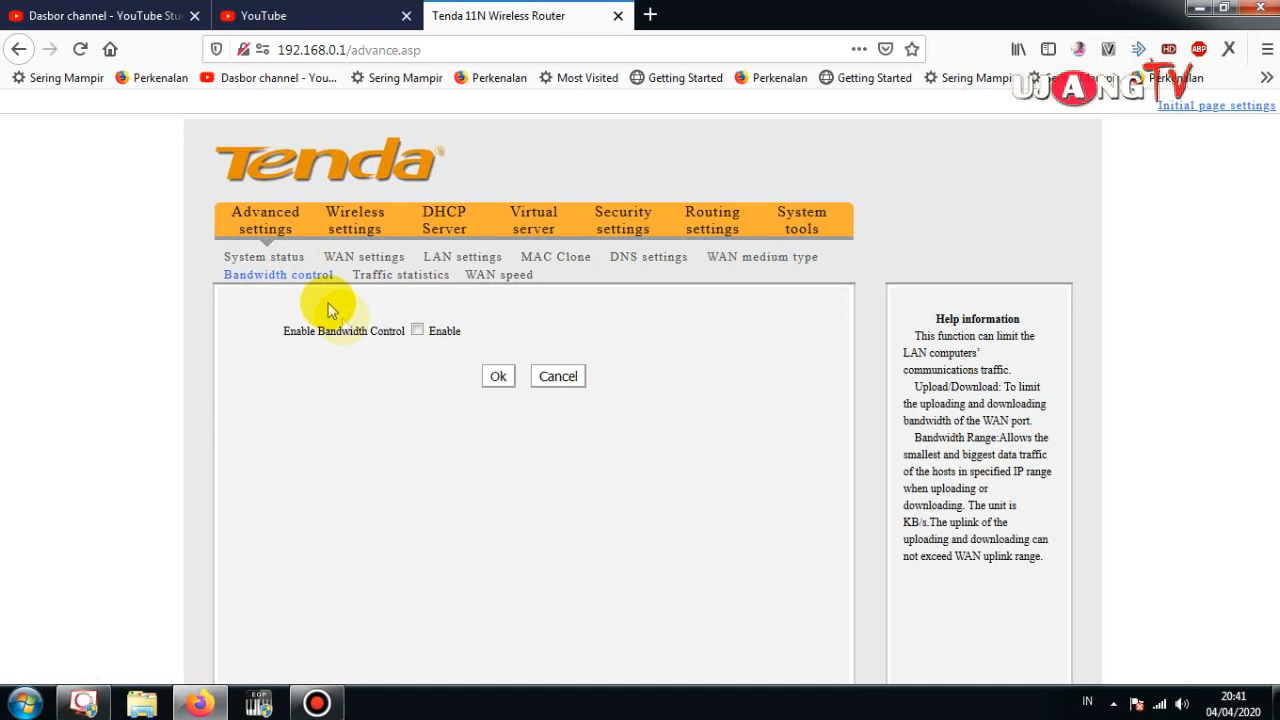 Dasbor channel - YouTube Stu
YouTube
Tenda 11N Wireless Router
192.168.0.1/advance.asp
Sering Mampir
Perkenalan
Dasbor channel - You...
Sering Mampir
Perkenalan
Most Visited
Getting Started
Perkenalan
Getting Started
Sering Mampi
Perkenalan
HD
ABP
UJANG TV
Initial page settings
Tenda
Advanced settings
Wireless settings
DHCP Server
Virtual server
Security settings
Routing settings
System tools
System status
WAN settings
LAN settings
MAC Clone
DNS settings
WAN medium type
Bandwidth control
Traffic statistics
WAN speed
Enable Bandwidth Control
Enable
Ok
Cancel
Help information
This function can limit the
LAN computers'
communications traffic.
Upload/Download: To limit
the uploading and downloading
bandwidth of the WAN port.
Bandwidth Range:Allows the
smallest and biggest data traffic
of the hosts in specified IP range
when uploading or
downloading. The unit is
KB/s.The uplink of the
uploading and downloading can
not exceed WAN uplink range.
EOP
IN
20:41
04/04/2020